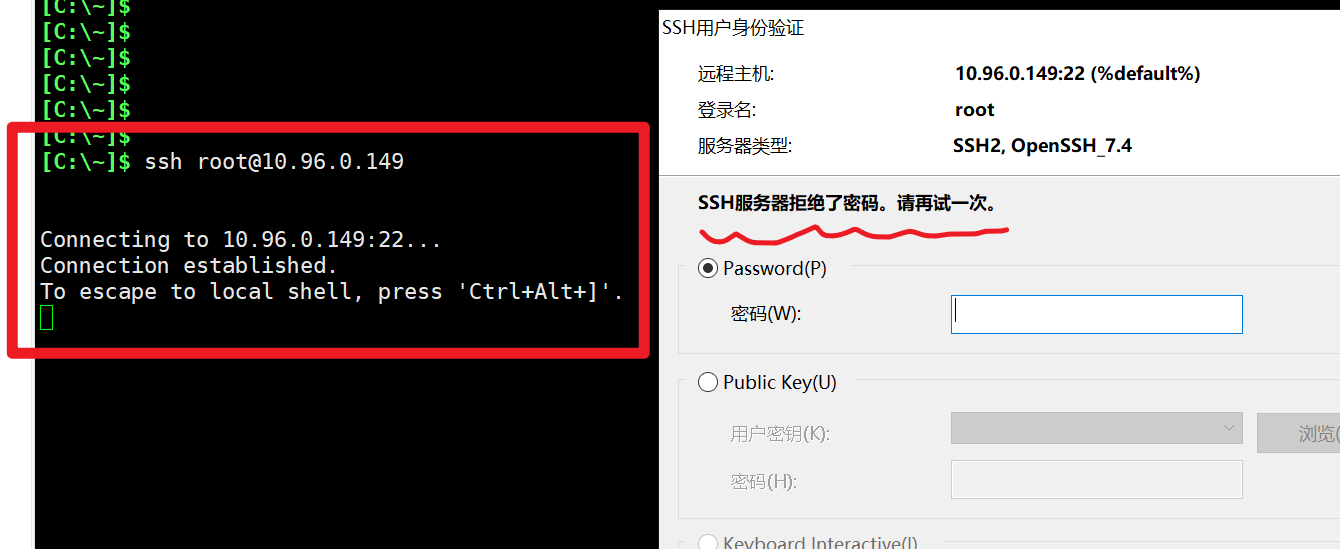 [C:\~]$
[C:\~]$
[C:\~]$
[C:\~]$
[C:\~]$
[C:\~]$
[C:\~]$ ssh root@10.96.0.149
Connecting to 10.96.0.149:22...
Connection established.
To escape to local shell, press 'Ctrl+Alt+]'.
SSH用户身份验证
远程主机: 10.96.0.149:22 (%default%)
登录名: root
服务器类型: SSH2, OpenSSH_7.4
SSH服务器拒绝了密码。请再试一次。
Password(P)
密码(W):
Public Key(U)
用户密钥(K):
浏览(
密码(H):
Keyboard Interactive(I)